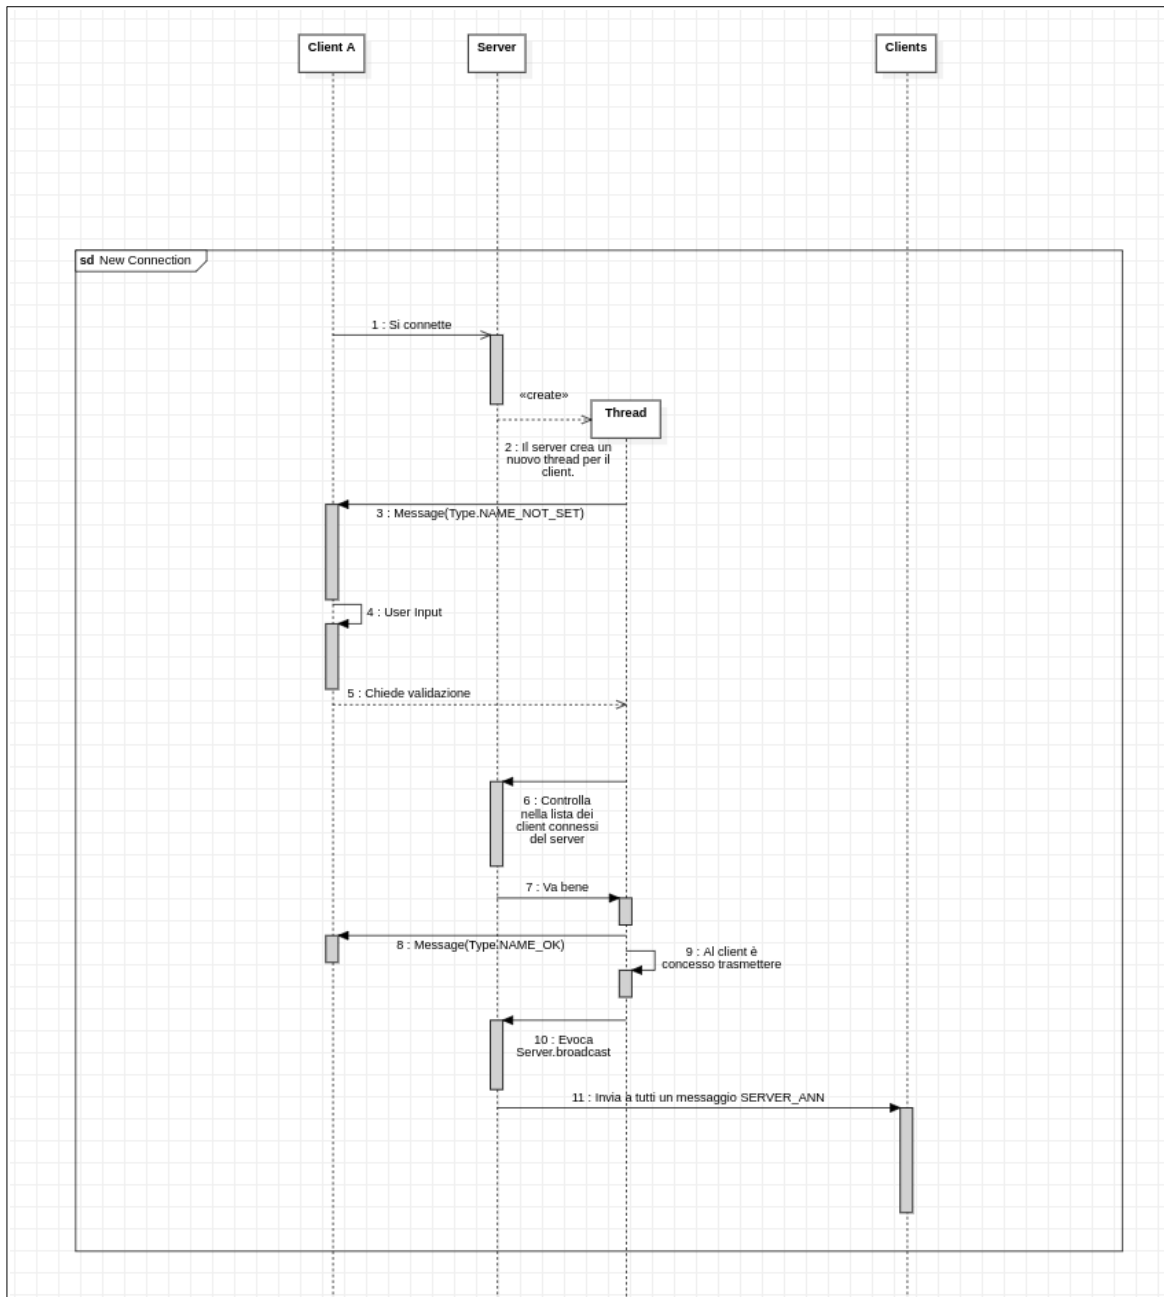 Client A
Server
Clients
sd New Connection
1 : Si connette
«create»
Thread
2 : Il server crea un
nuovo thread per il
client.
3 : Message(Type.NAME_NOT_SET)
4 : User Input
5 : Chiede validazione
6 : Controlla
nella lista dei
client connessi
del server
7 : Va bene
8 : Message(Type.NAME_OK)
9 : Al client è
concesso trasmettere
10 : Evoca
Server.broadcast
11 : Invia a tutti un messaggio SERVER_ANN